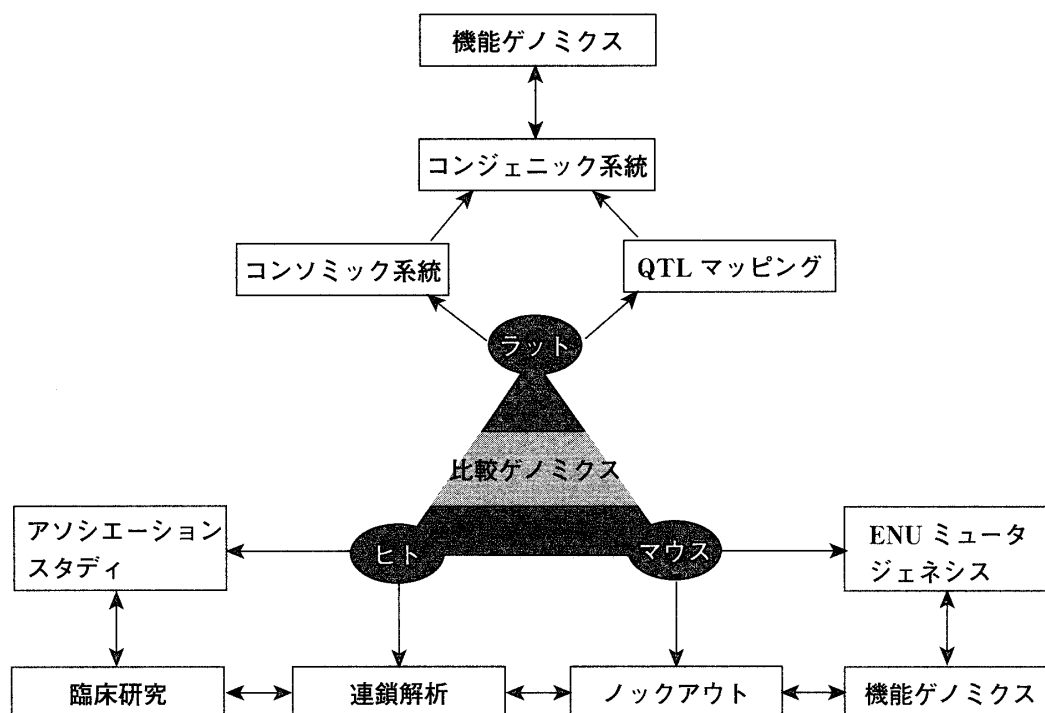 機能ゲノミクス
コンジェニック系統
コンソミック系統
QTL マッピング
ラット
比較ゲノミクス
アソシエーション
スタディ
ヒト
マウス
ENU ミュータ
ジェネシス
臨床研究
連鎖解析
ノックアウト
機能ゲノミクス